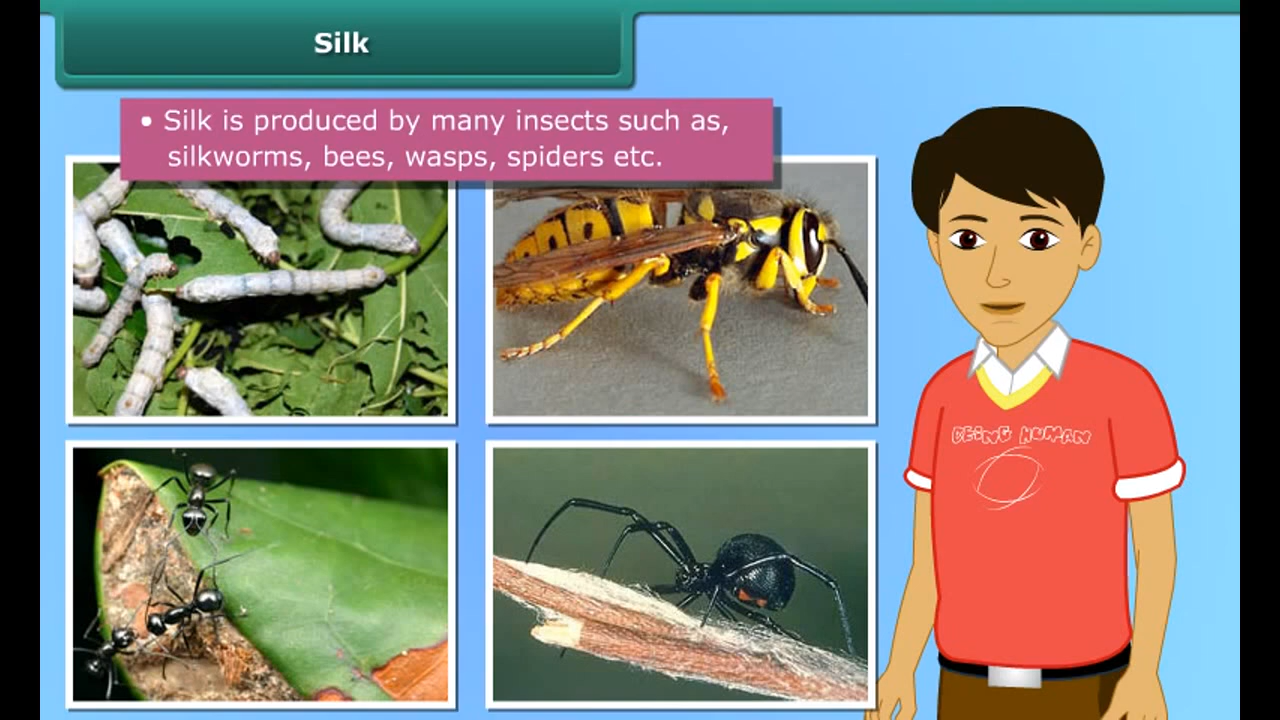 Silk
• Silk is produced by many insects such as,
silkworms, bees, wasps, spiders etc.
BEING HUMAN